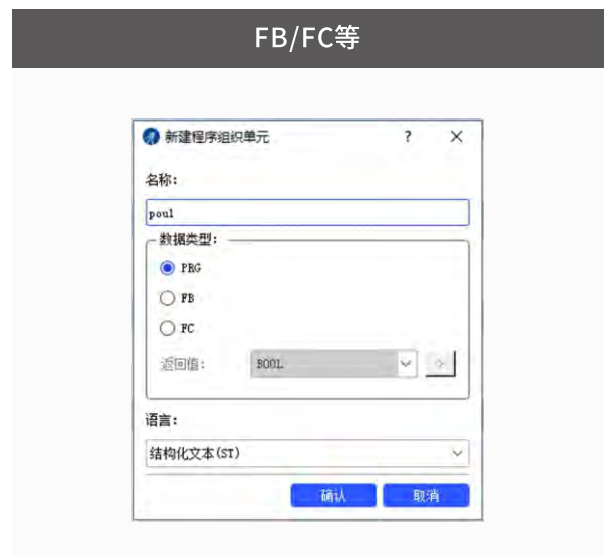 FB/FC等
新建程序组织单元 ? ×
名称：
pou1
数据类型：
PRG
FB
FC
返回值： BOOL
语言：
结构化文本(ST)
确认 取消